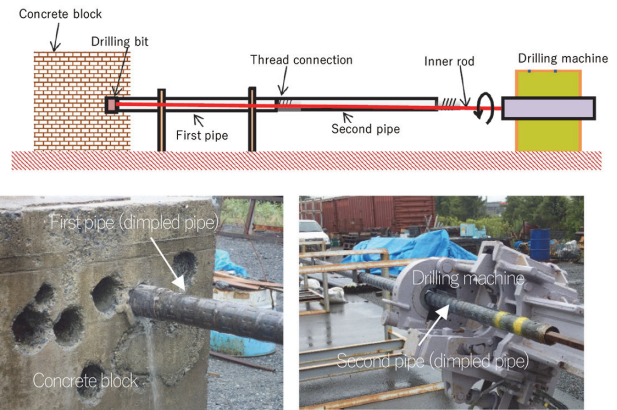 Concrete block
Drilling bit
Thread connection
Inner rod
Drilling machine
First pipe
Second pipe
First pipe (dimpled pipe)
Concrete block
Drilling machine
Second pipe (dimpled pipe)